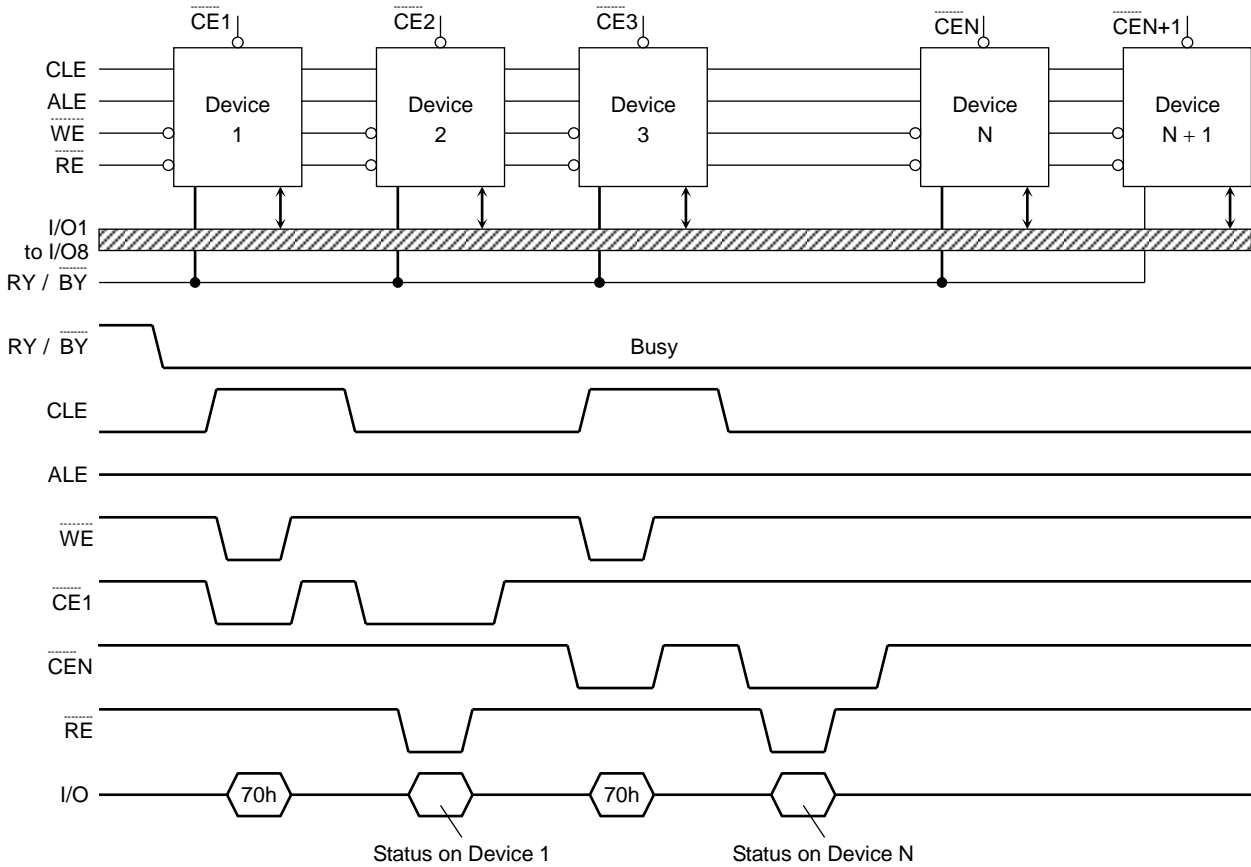 CE1 CE2 CE3 CEN CEN+1
CLE
ALE
WE
RE
Device
1
Device
2
Device
3
Device
N
Device
N + 1
I/O1
to I/O8
RY / BY
RY / BY
Busy
CLE
ALE
WE
CE1
CEN
RE
I/O
70h
70h
Status on Device 1
Status on Device N